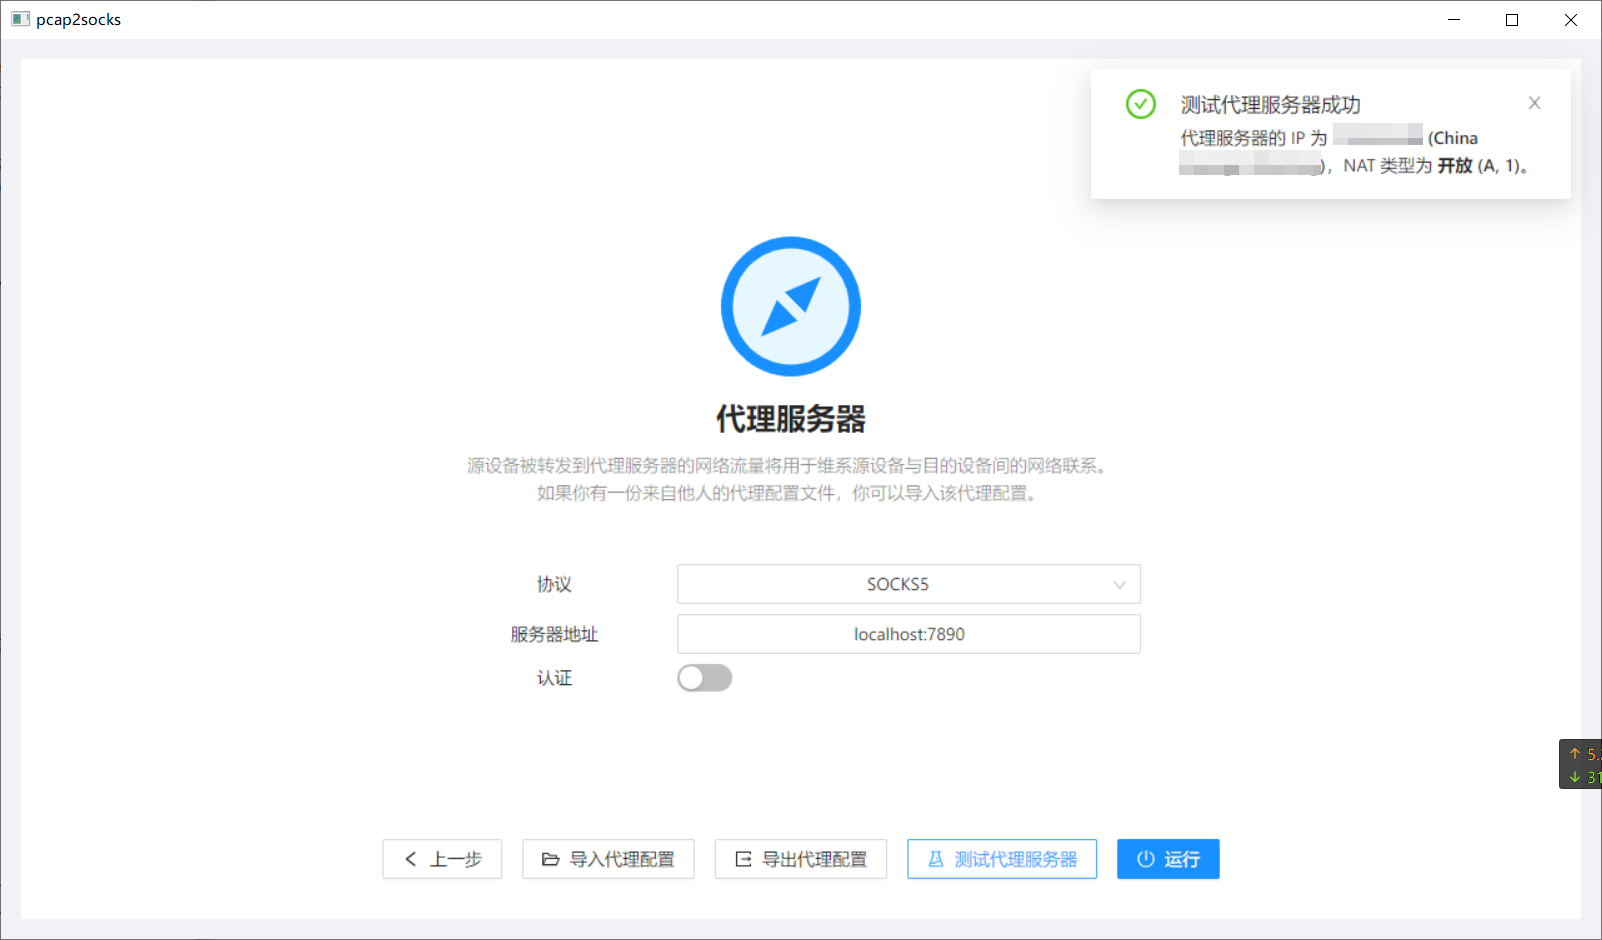 pcap2socks
测试代理服务器成功
代理服务器的 IP 为 (China
), NAT 类型为 开放 (A, 1)。
代理服务器
源设备被转发到代理服务器的网络流量将用于维系源设备与目的设备间的网络联系。
如果你有一份来自他人的代理配置文件，你可以导入该代理配置。
协议
SOCKS5
服务器地址
localhost:7890
认证
↑ 5.
↓ 31
上一步
导入代理配置
导出代理配置
测试代理服务器
运行